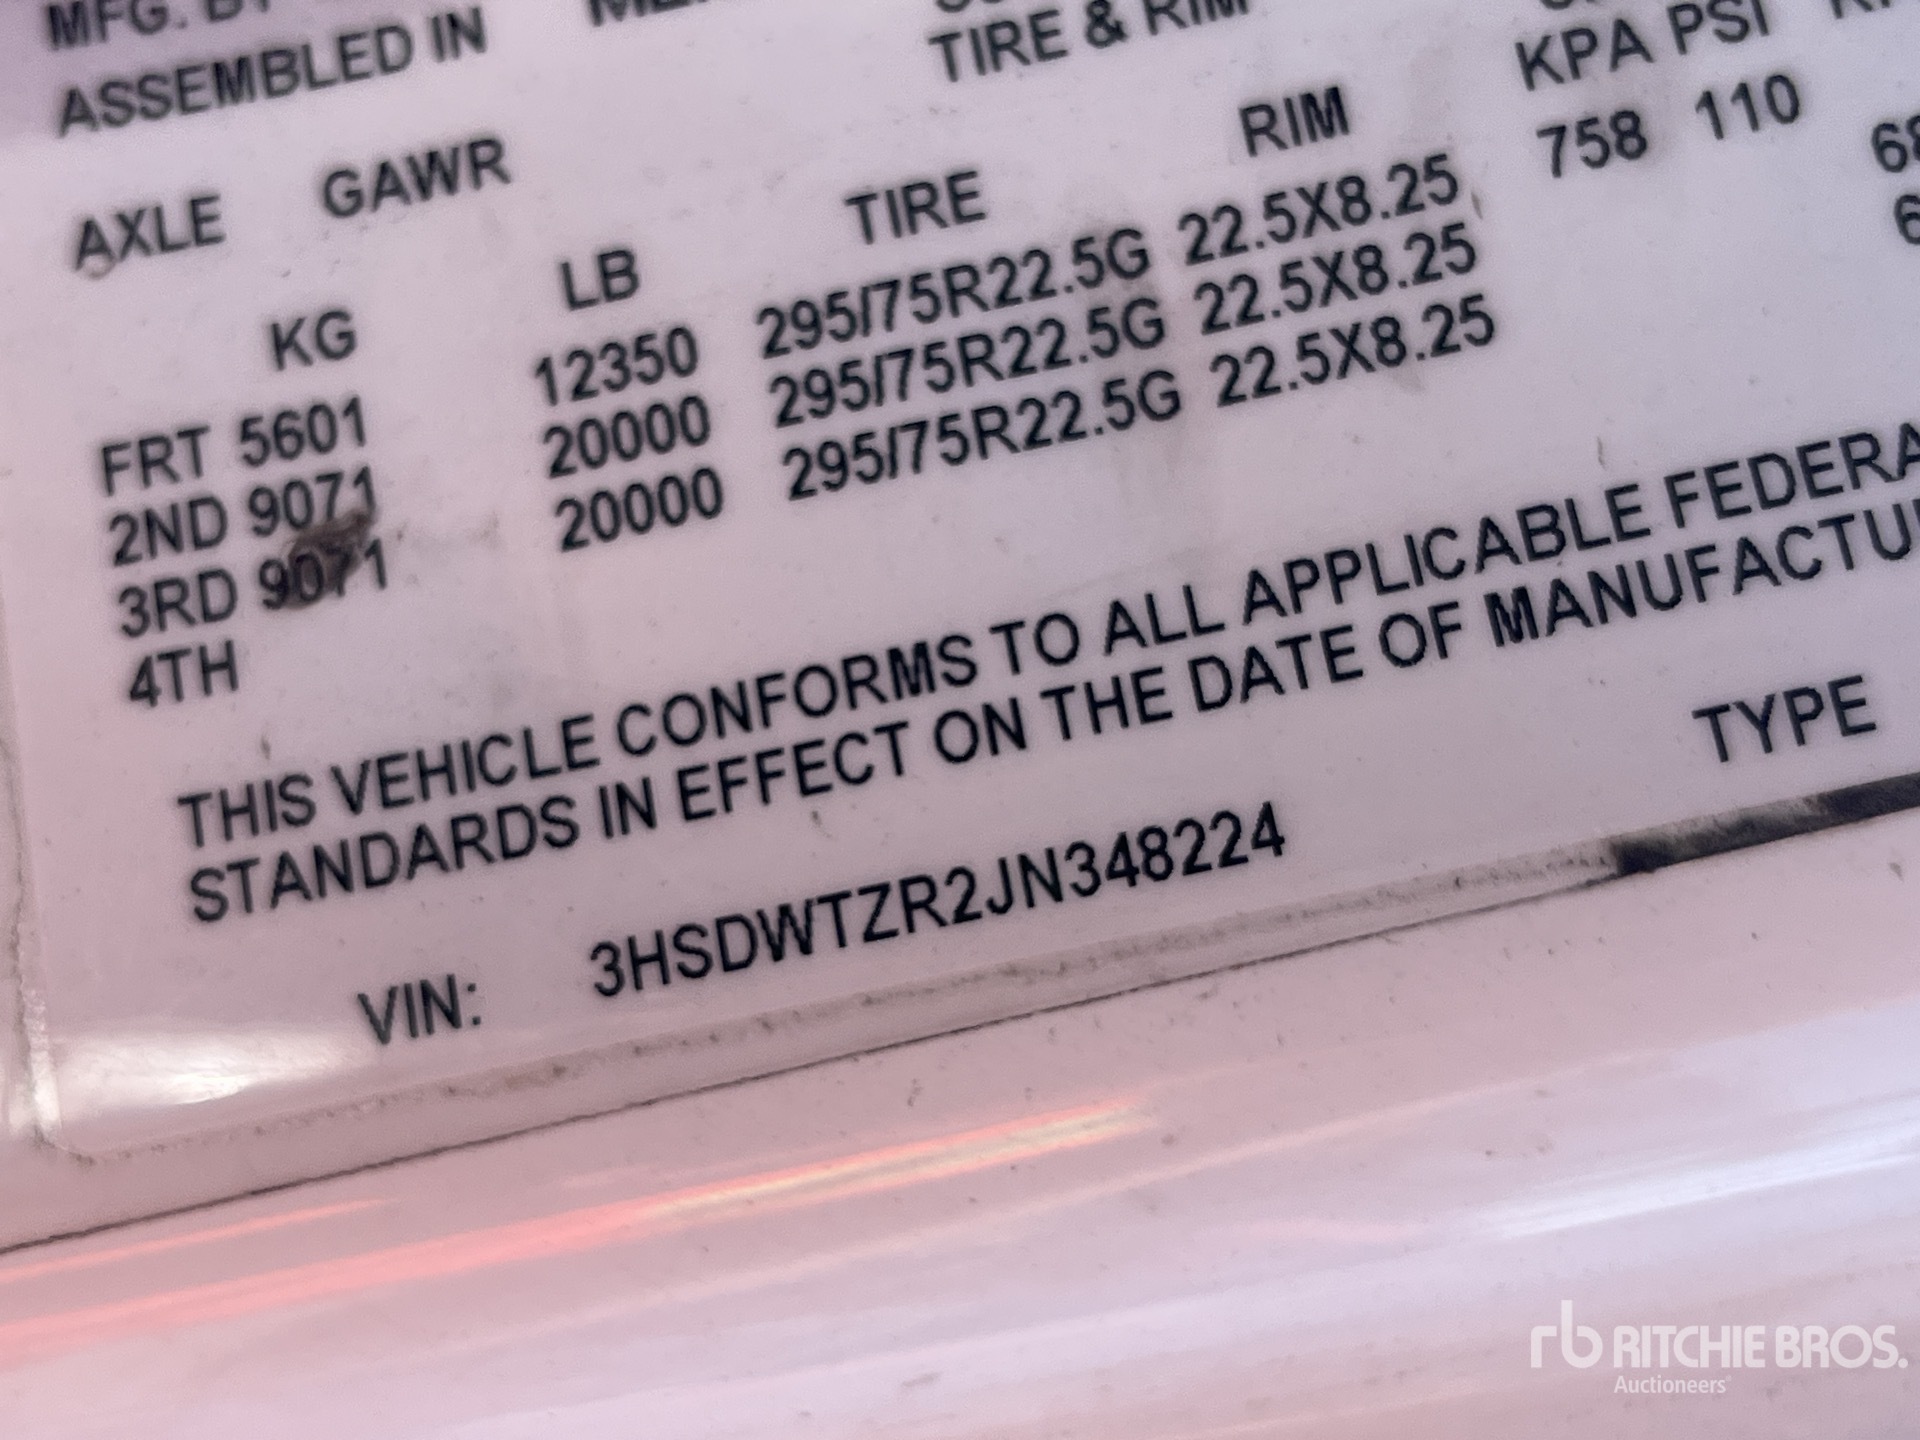 MFG. BY
ASSEMBLED IN
TIRE & RIM
KPA PSI
AXLE GAWR TIRE RIM
KG LB
FRT 5601 12350 295/75R22.5G 22.5X8.25 758 110
2ND 9071 20000 295/75R22.5G 22.5X8.25
3RD 9071 20000 295/75R22.5G 22.5X8.25
4TH
THIS VEHICLE CONFORMS TO ALL APPLICABLE FEDERA
STANDARDS IN EFFECT ON THE DATE OF MANUFACTU
VIN: 3HSDWTZR2JN348224 TYPE
rb RITCHIE BROS.
Auctioneers